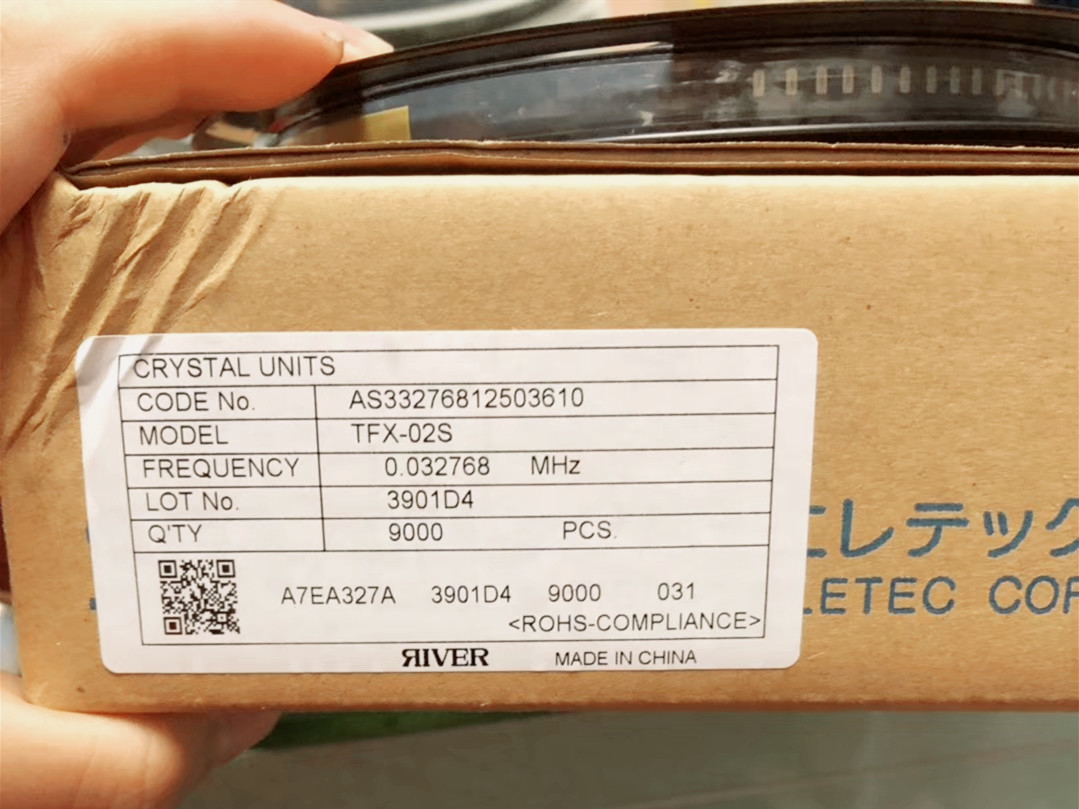 CRYSTAL UNITS
CODE No. AS33276812503610
MODEL TFX-02S
FREQUENCY 0.032768 MHz
LOT No. 3901D4
Q'TY 9000 PCS.
A7EA327A 3901D4 9000 031
<ROHS-COMPLIANCE>
ЯIVER MADE IN CHINA
エレテック
LETEC COR